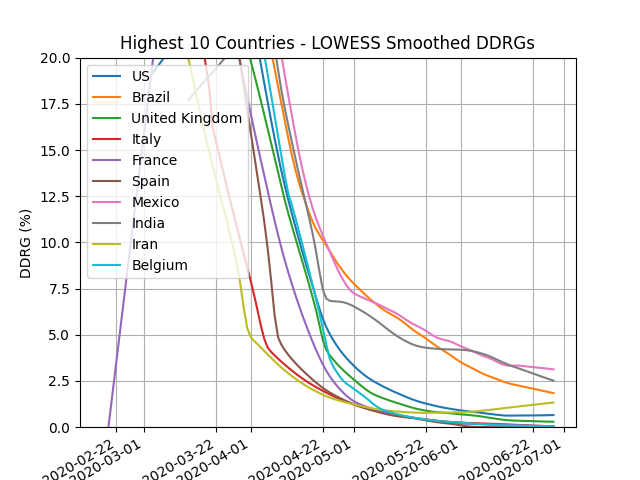 Highest 10 Countries - LOWESS Smoothed DDRGs
DDRG (%)
20.0
17.5
15.0
12.5
10.0
7.5
5.0
2.5
0.0
US
Brazil
United Kingdom
Italy
France
Spain
Mexico
India
Iran
Belgium
2020-02-22
2020-03-01
2020-03-22
2020-04-01
2020-04-22
2020-05-01
2020-05-22
2020-06-01
2020-06-22
2020-07-01